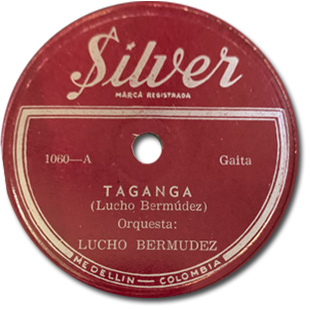 Silver
MARCA REGISTRADA
1060—A
Gaita
TAGANGA
(Lucho Bermúdez)
Orquesta:
LUCHO BERMUDEZ
MEDELLIN — COLOMBIA